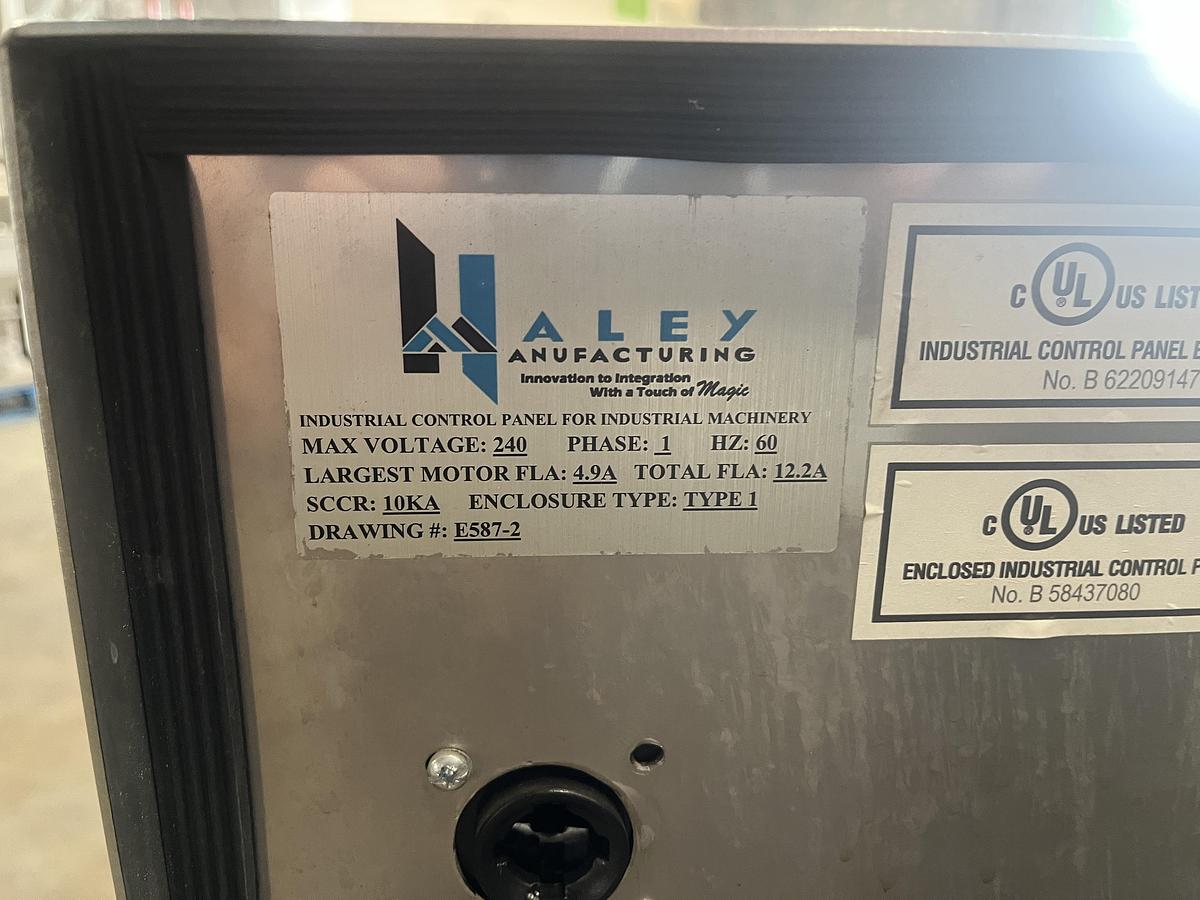 HALEY
MANUFACTURING
Innovation to Integration
With a Touch of Magic
INDUSTRIAL CONTROL PANEL FOR INDUSTRIAL MACHINERY
MAX VOLTAGE: 240 PHASE: 1 HZ: 60
LARGEST MOTOR FLA: 4.9A TOTAL FLA: 12.2A
SCCR: 10KA ENCLOSURE TYPE: TYPE 1
DRAWING #: E587-2
C UL US LIST
INDUSTRIAL CONTROL PANEL
No. B 62209147
C UL US LISTED
ENCLOSED INDUSTRIAL CONTROL
No. B 58437080